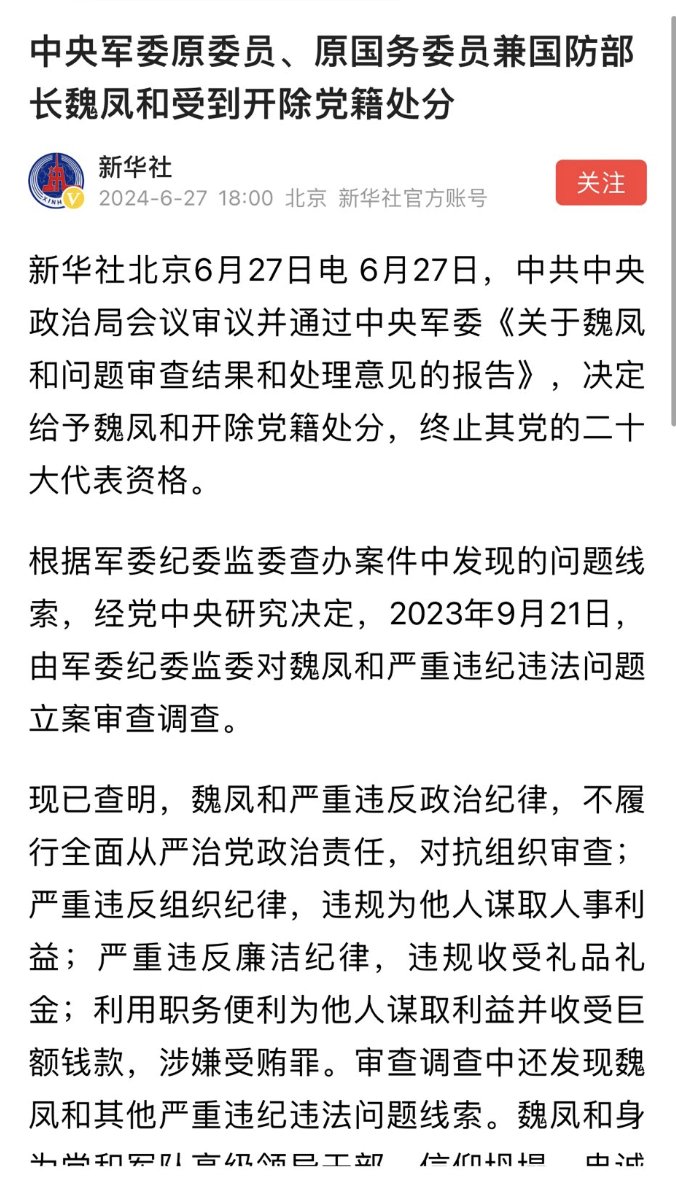 中央军委原委员、原国务委员兼国防部
长魏凤和受到开除党籍处分
新华社
2024-6-27 18:00 北京 新华社官方账号
关注
XINH
V
新华社北京6月27日电 6月27日，中共中央
政治局会议审议并通过中央军委《关于魏凤
和问题审查结果和处理意见的报告》，决定
给予魏凤和开除党籍处分，终止其党的二十
大代表资格。
根据军委纪委监委查办案件中发现的问题线
索，经党中央研究决定，2023年9月21日，
由军委纪委监委对魏凤和严重违纪违法问题
立案审查调查。
现已查明，魏凤和严重违反政治纪律，不履
行全面从严治党政治责任，对抗组织审查；
严重违反组织纪律，违规为他人谋取人事利
益；严重违反廉洁纪律，违规收受礼品礼
金；利用职务便利为他人谋取利益并收受巨
额钱款，涉嫌受贿罪。审查调查中还发现魏
凤和其他严重违纪违法问题线索。魏凤和身
为党和军队高级领导干部，信仰坍塌、忠诚